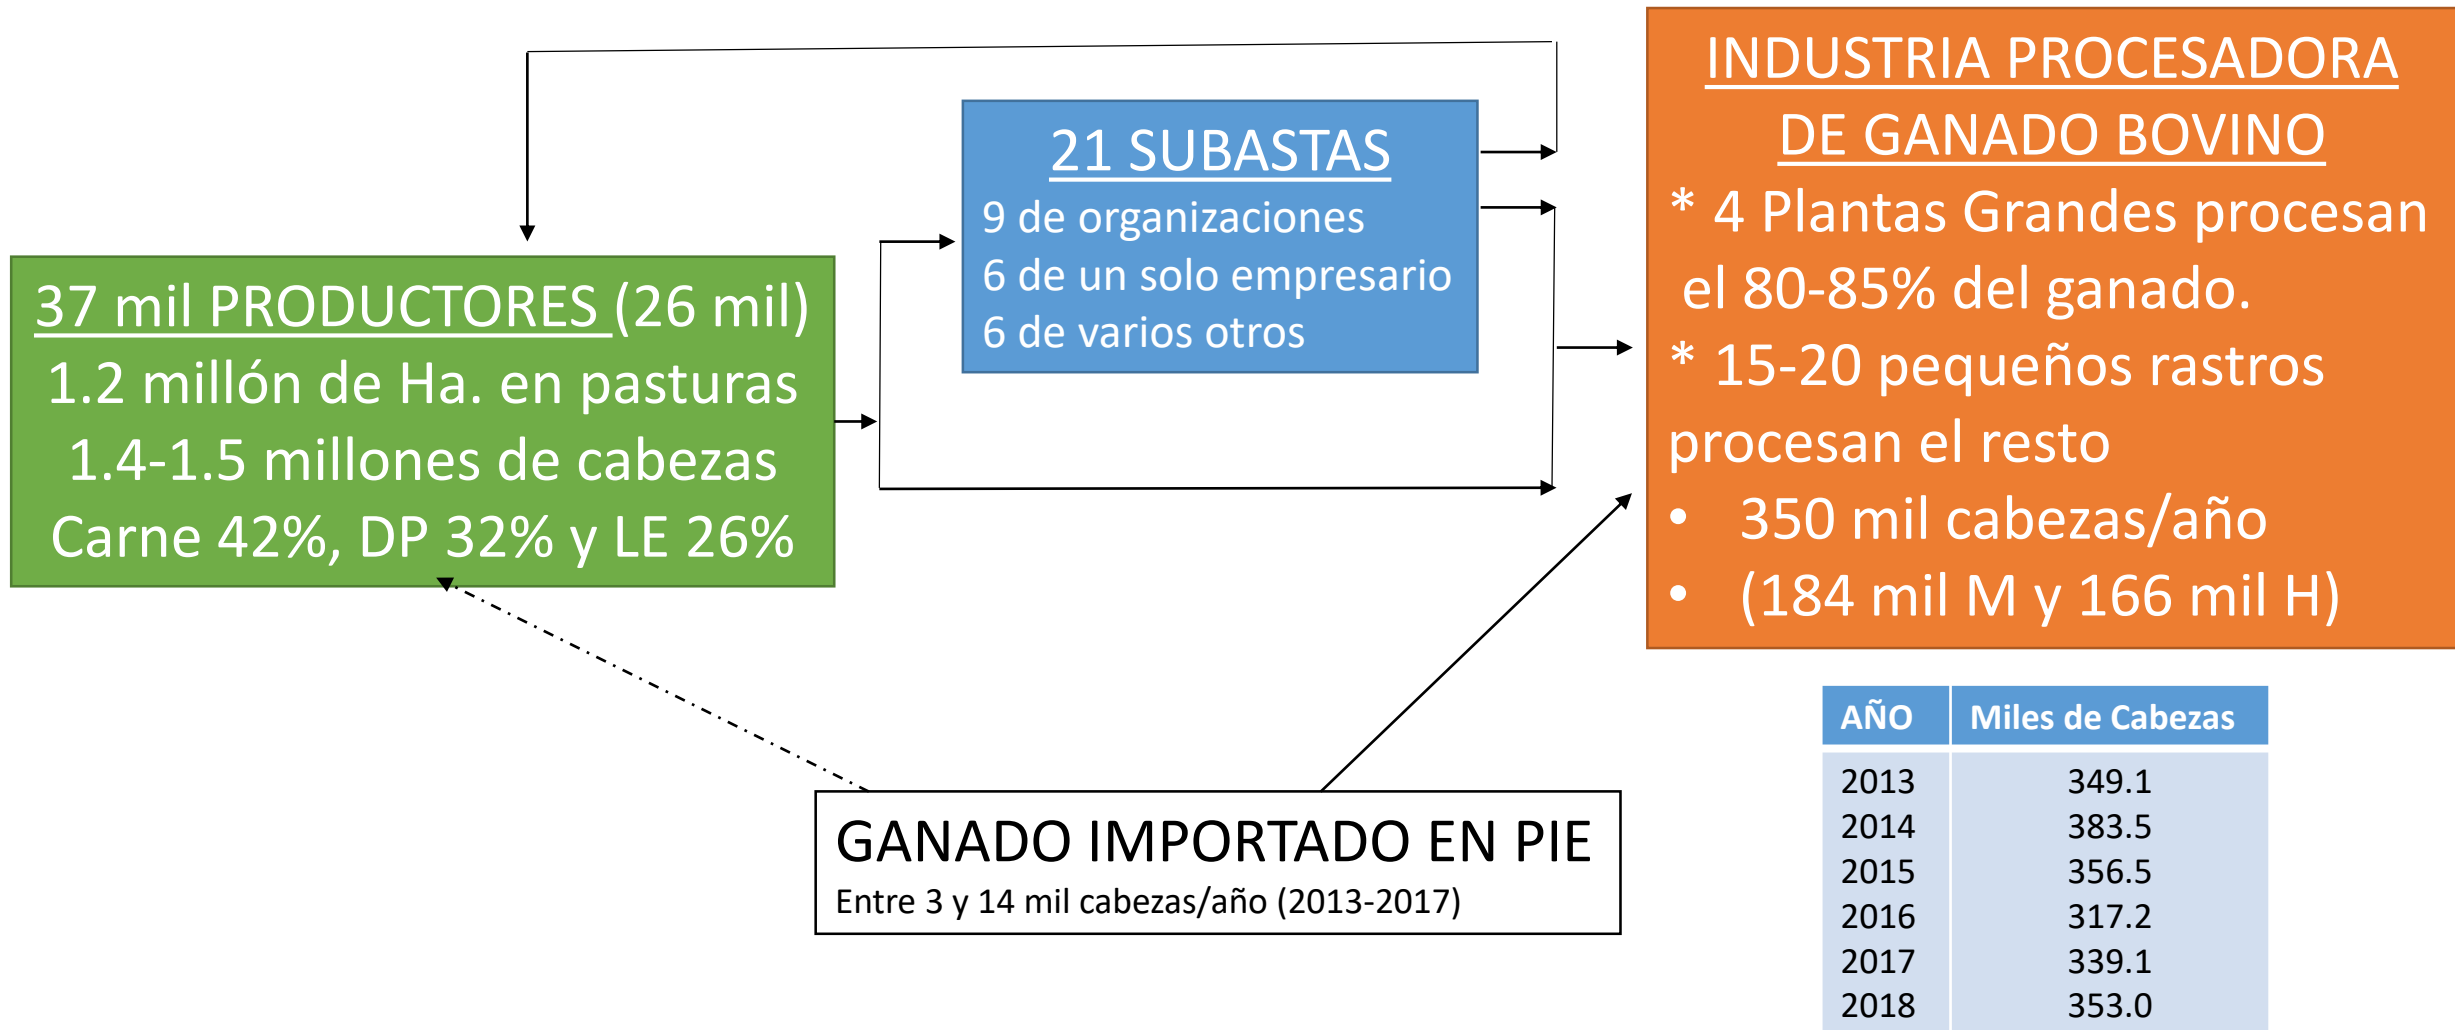 37 mil PRODUCTORES (26 mil)
1.2 millón de Ha. en pasturas
1.4-1.5 millones de cabezas
Carne 42%, DP 32% y LE 26%
21 SUBASTAS
9 de organizaciones
6 de un solo empresario
6 de varios otros
INDUSTRIA PROCESADORA
DE GANADO BOVINO
* 4 Plantas Grandes procesan
el 80-85% del ganado.
* 15-20 pequeños rastros
procesan el resto
• 350 mil cabezas/año
• (184 mil M y 166 mil H)
GANADO IMPORTADO EN PIE
Entre 3 y 14 mil cabezas/año (2013-2017)
AÑO Miles de Cabezas
2013 349.1
2014 383.5
2015 356.5
2016 317.2
2017 339.1
2018 353.0